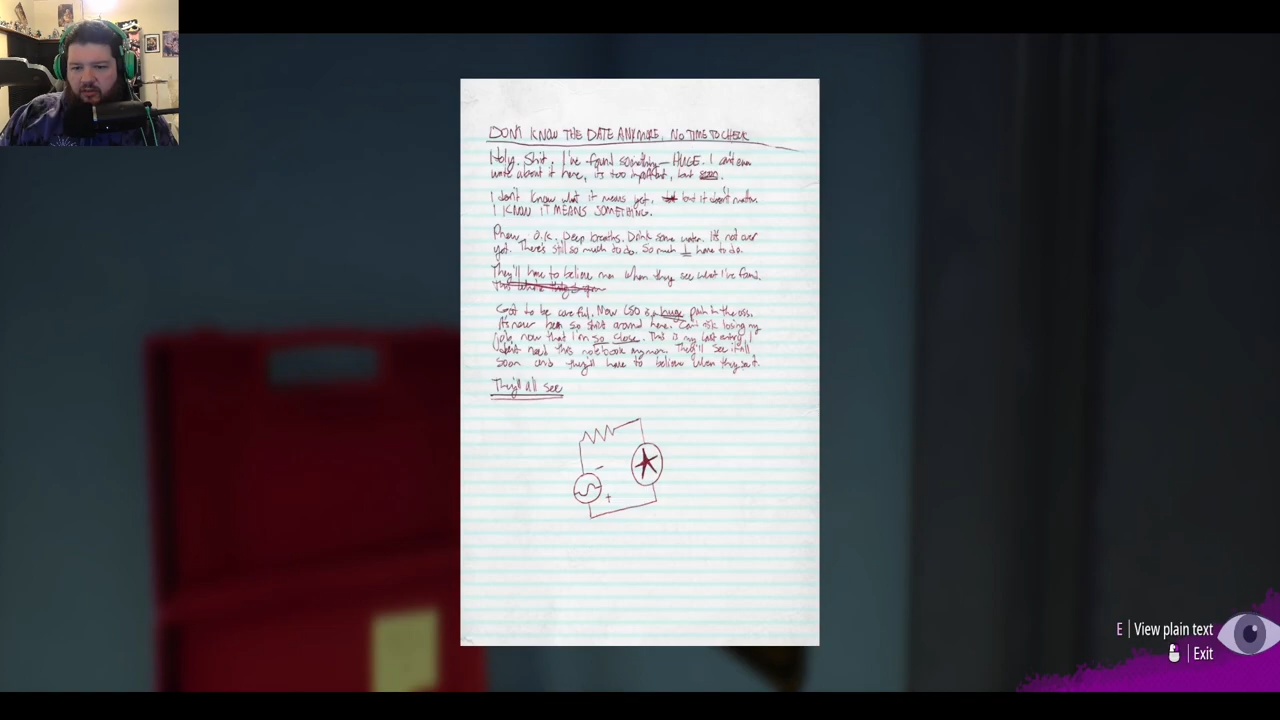 DON'T KNOW THE DATE ANYMORE, NO TIME TO CHECK
Holy. Shit. I've found something— HUGE. I can't even
write about it here, it's too important, but soon.
I don't know what it means yet, but it don't matter.
I KNOW IT MEANS SOMETHING.
Phew. O.K. Deep breaths. Drink some water. It's not over
yet. There's still so much to do. So much I have to do.
They'll have to believe me when they see what I've found.
Got to be careful. Now is a huge pain in the ass.
It's never been so strict around here. Can't risk losing my
job, now that I'm so close. This is my last entry, I
don't need this notebook anymore. They'll see it all
soon and they'll have to believe when they see it.
They'll all see
-
+
E | View plain text
| Exit